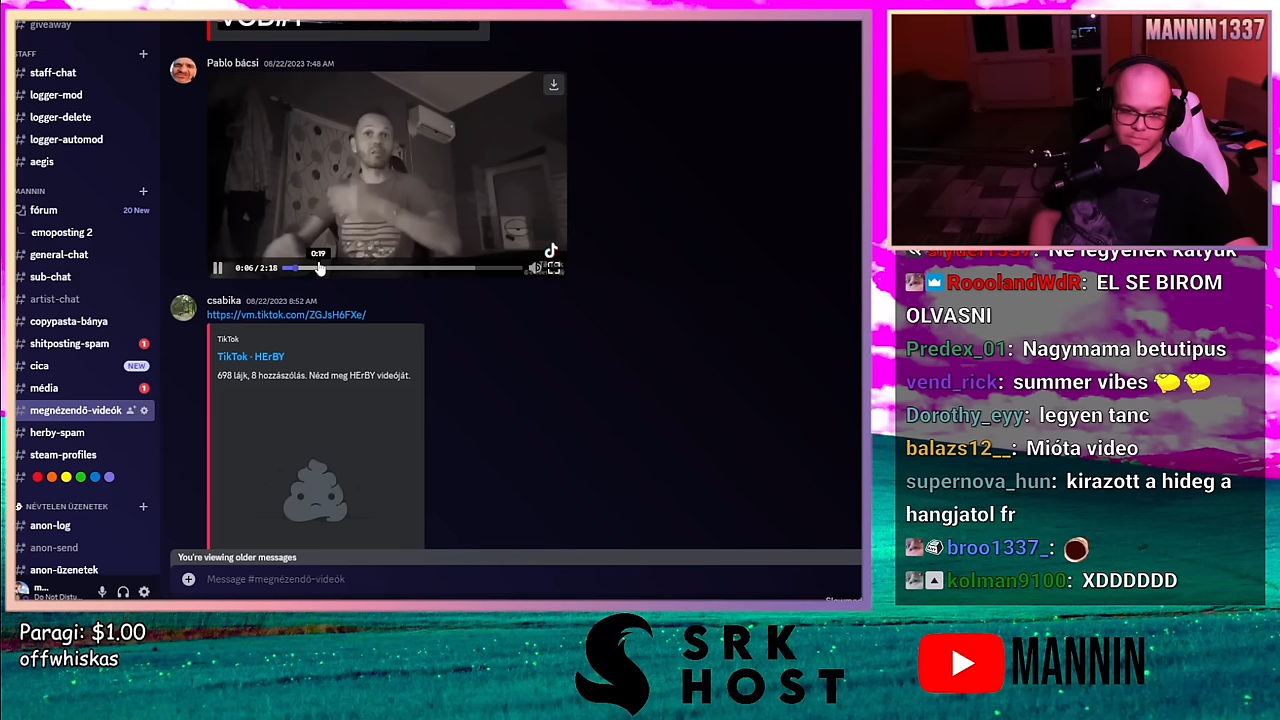 giveaway
STAFF
staff-chat
logger-mod
logger-delete
logger-automod
aegis
MANNIN
fórum 20 New
emoposting 2
general-chat
sub-chat
artist-chat
copypasta-bánya
shitposting-spam 1
cica NEW
média 1
megnézendő-videók
herby-spam
steam-profiles
NÉVTELEN ÜZENETEK
anon-log
anon-send
anon-üzenetek
m...
Do Not Distu...
Pablo bácsi 08/22/2023 7:48 AM
0:19
0:06 / 2:18
csabika 08/22/2023 8:52 AM
https://vm.tiktok.com/ZGJsH6FXe/
TikTok
TikTok - HErBY
698 lájk, 8 hozzászólás. Nézd meg HErBY videóját.
You're viewing older messages
Message #megnézendő-videók
MANNIN1337
Ne legyenek kátyúk
RooolandWdR: EL SE BIROM
OLVASNI
Predex_01: Nagymama betutipus
vend_rick: summer vibes
Dorothy_eyy: legyen tanc
balazs12__: Mióta video
supernova_hun: kirazott a hideg a
hangjatol fr
broo1337_:
kolman9100: XDDDDDD
Paragi: $1.00
offwhiskas
SRK
HOST
MANNIN